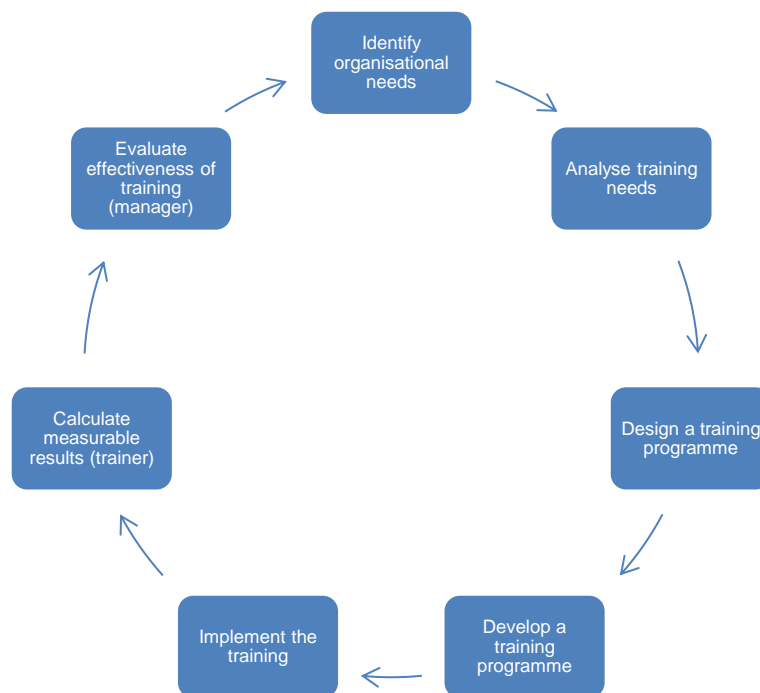 Identify
organisational
needs
Analyse training
needs
Design a training
programme
Develop a
training
programme
Implement the
training
Calculate
measurable
results (trainer)
Evaluate
effectiveness of
training
(manager)